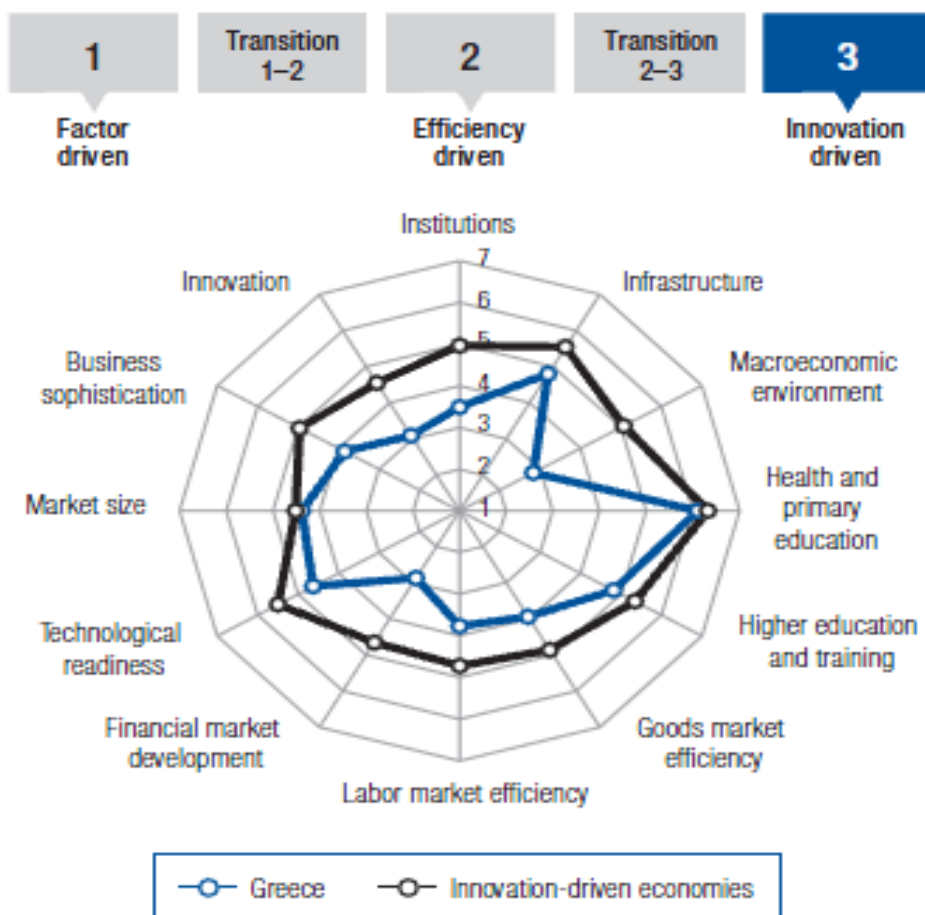 1
Transition
1–2
2
Transition
2–3
3
Factor
driven
Efficiency
driven
Innovation
driven
Institutions
7
Innovation
6
Infrastructure
5
Business
sophistication
4
Macroeconomic
environment
3
2
Market size
1
Health and
primary
education
Technological
readiness
Higher education
and training
Financial market
development
Goods market
efficiency
Labor market efficiency
Greece
Innovation-driven economies